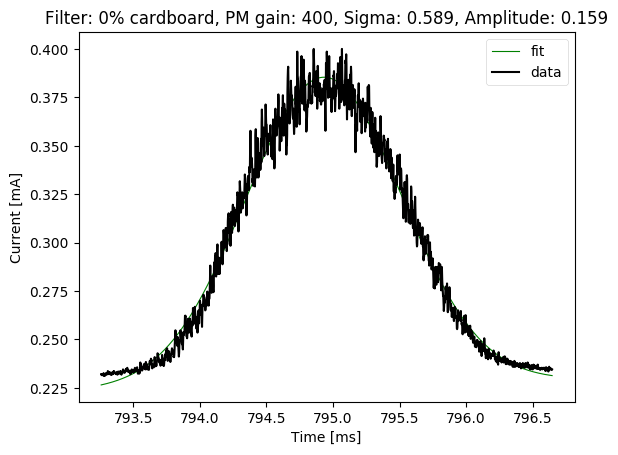 Filter: 0% cardboard, PM gain: 400, Sigma: 0.589, Amplitude: 0.159
fit
data
Current [mA]
0.400
0.375
0.350
0.325
0.300
0.275
0.250
0.225
793.5 794.0 794.5 795.0 795.5 796.0 796.5
Time [ms]